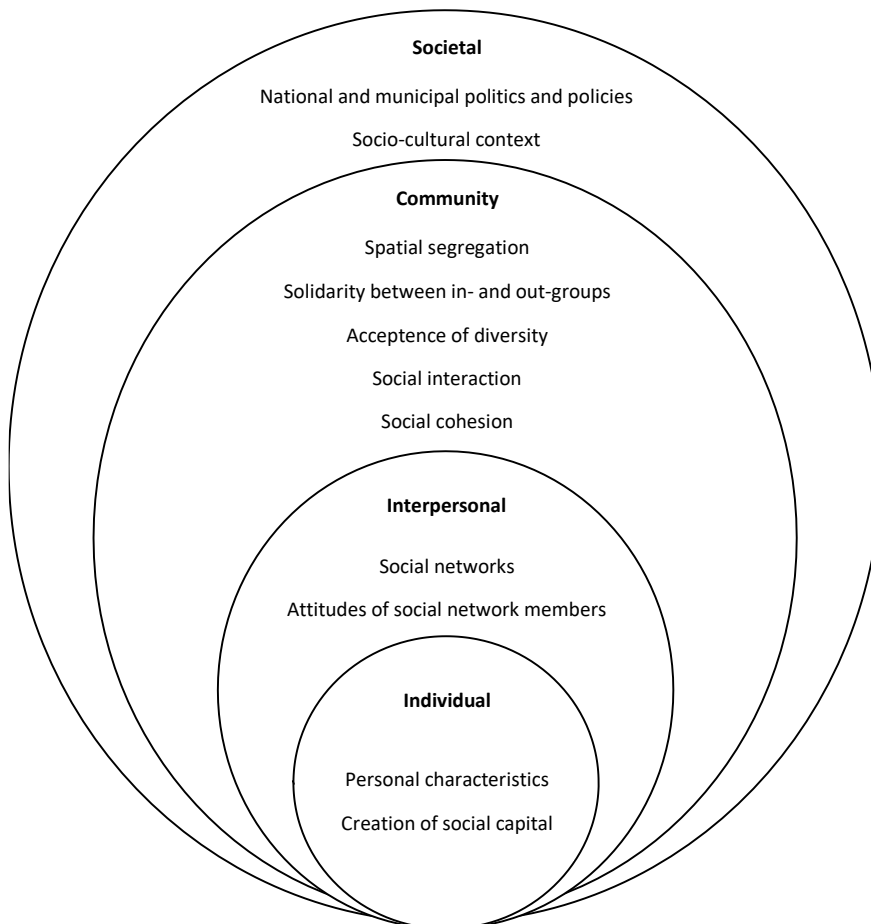 Societal
National and municipal politics and policies
Socio-cultural context
Community
Spatial segregation
Solidarity between in- and out-groups
Acceptence of diversity
Social interaction
Social cohesion
Interpersonal
Social networks
Attitudes of social network members
Individual
Personal characteristics
Creation of social capital